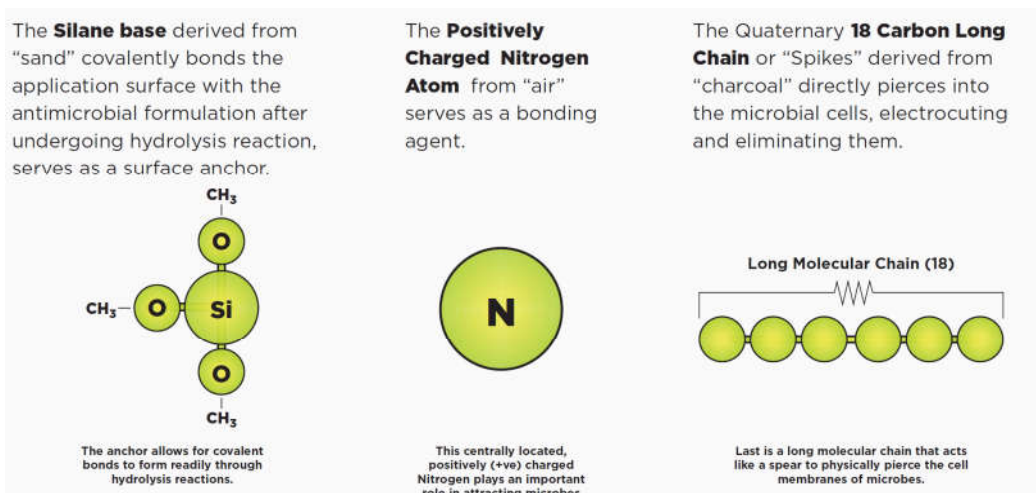 The Silane base derived from
“sand” covalently bonds the
application surface with the
antimicrobial formulation after
undergoing hydrolysis reaction,
serves as a surface anchor.
CH3
O
CH3
O
Si
O
CH3
The anchor allows for covalent
bonds to form readily through
hydrolysis reactions.
The Positively
Charged Nitrogen
Atom from “air”
serves as a bonding
agent.
N
This centrally located,
positively (+ve) charged
Nitrogen plays an important
role in attracting microbes
The Quaternary 18 Carbon Long
Chain or “Spikes” derived from
“charcoal” directly pierces into
the microbial cells, electrocuting
and eliminating them.
Long Molecular Chain (18)
Last is a long molecular chain that acts
like a spear to physically pierce the cell
membranes of microbes.